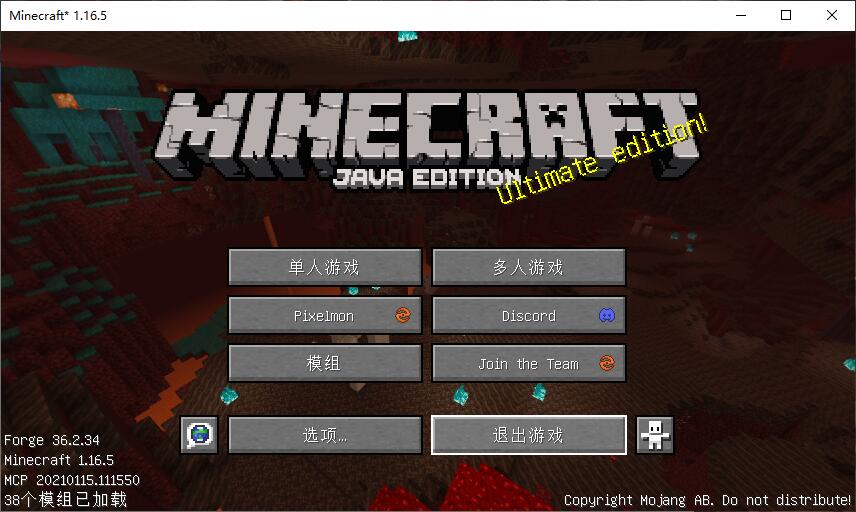 Minecraft* 1.16.5
MINECRAFT
JAVA EDITION
Ultimate edition!
单人游戏
多人游戏
Pixelmon
Discord
模组
Join the Team
选项...
退出游戏
Forge 36.2.34
Minecraft 1.16.5
MCP 20210115.111550
38个模组已加载
Copyright Mojang AB. Do not distribute!